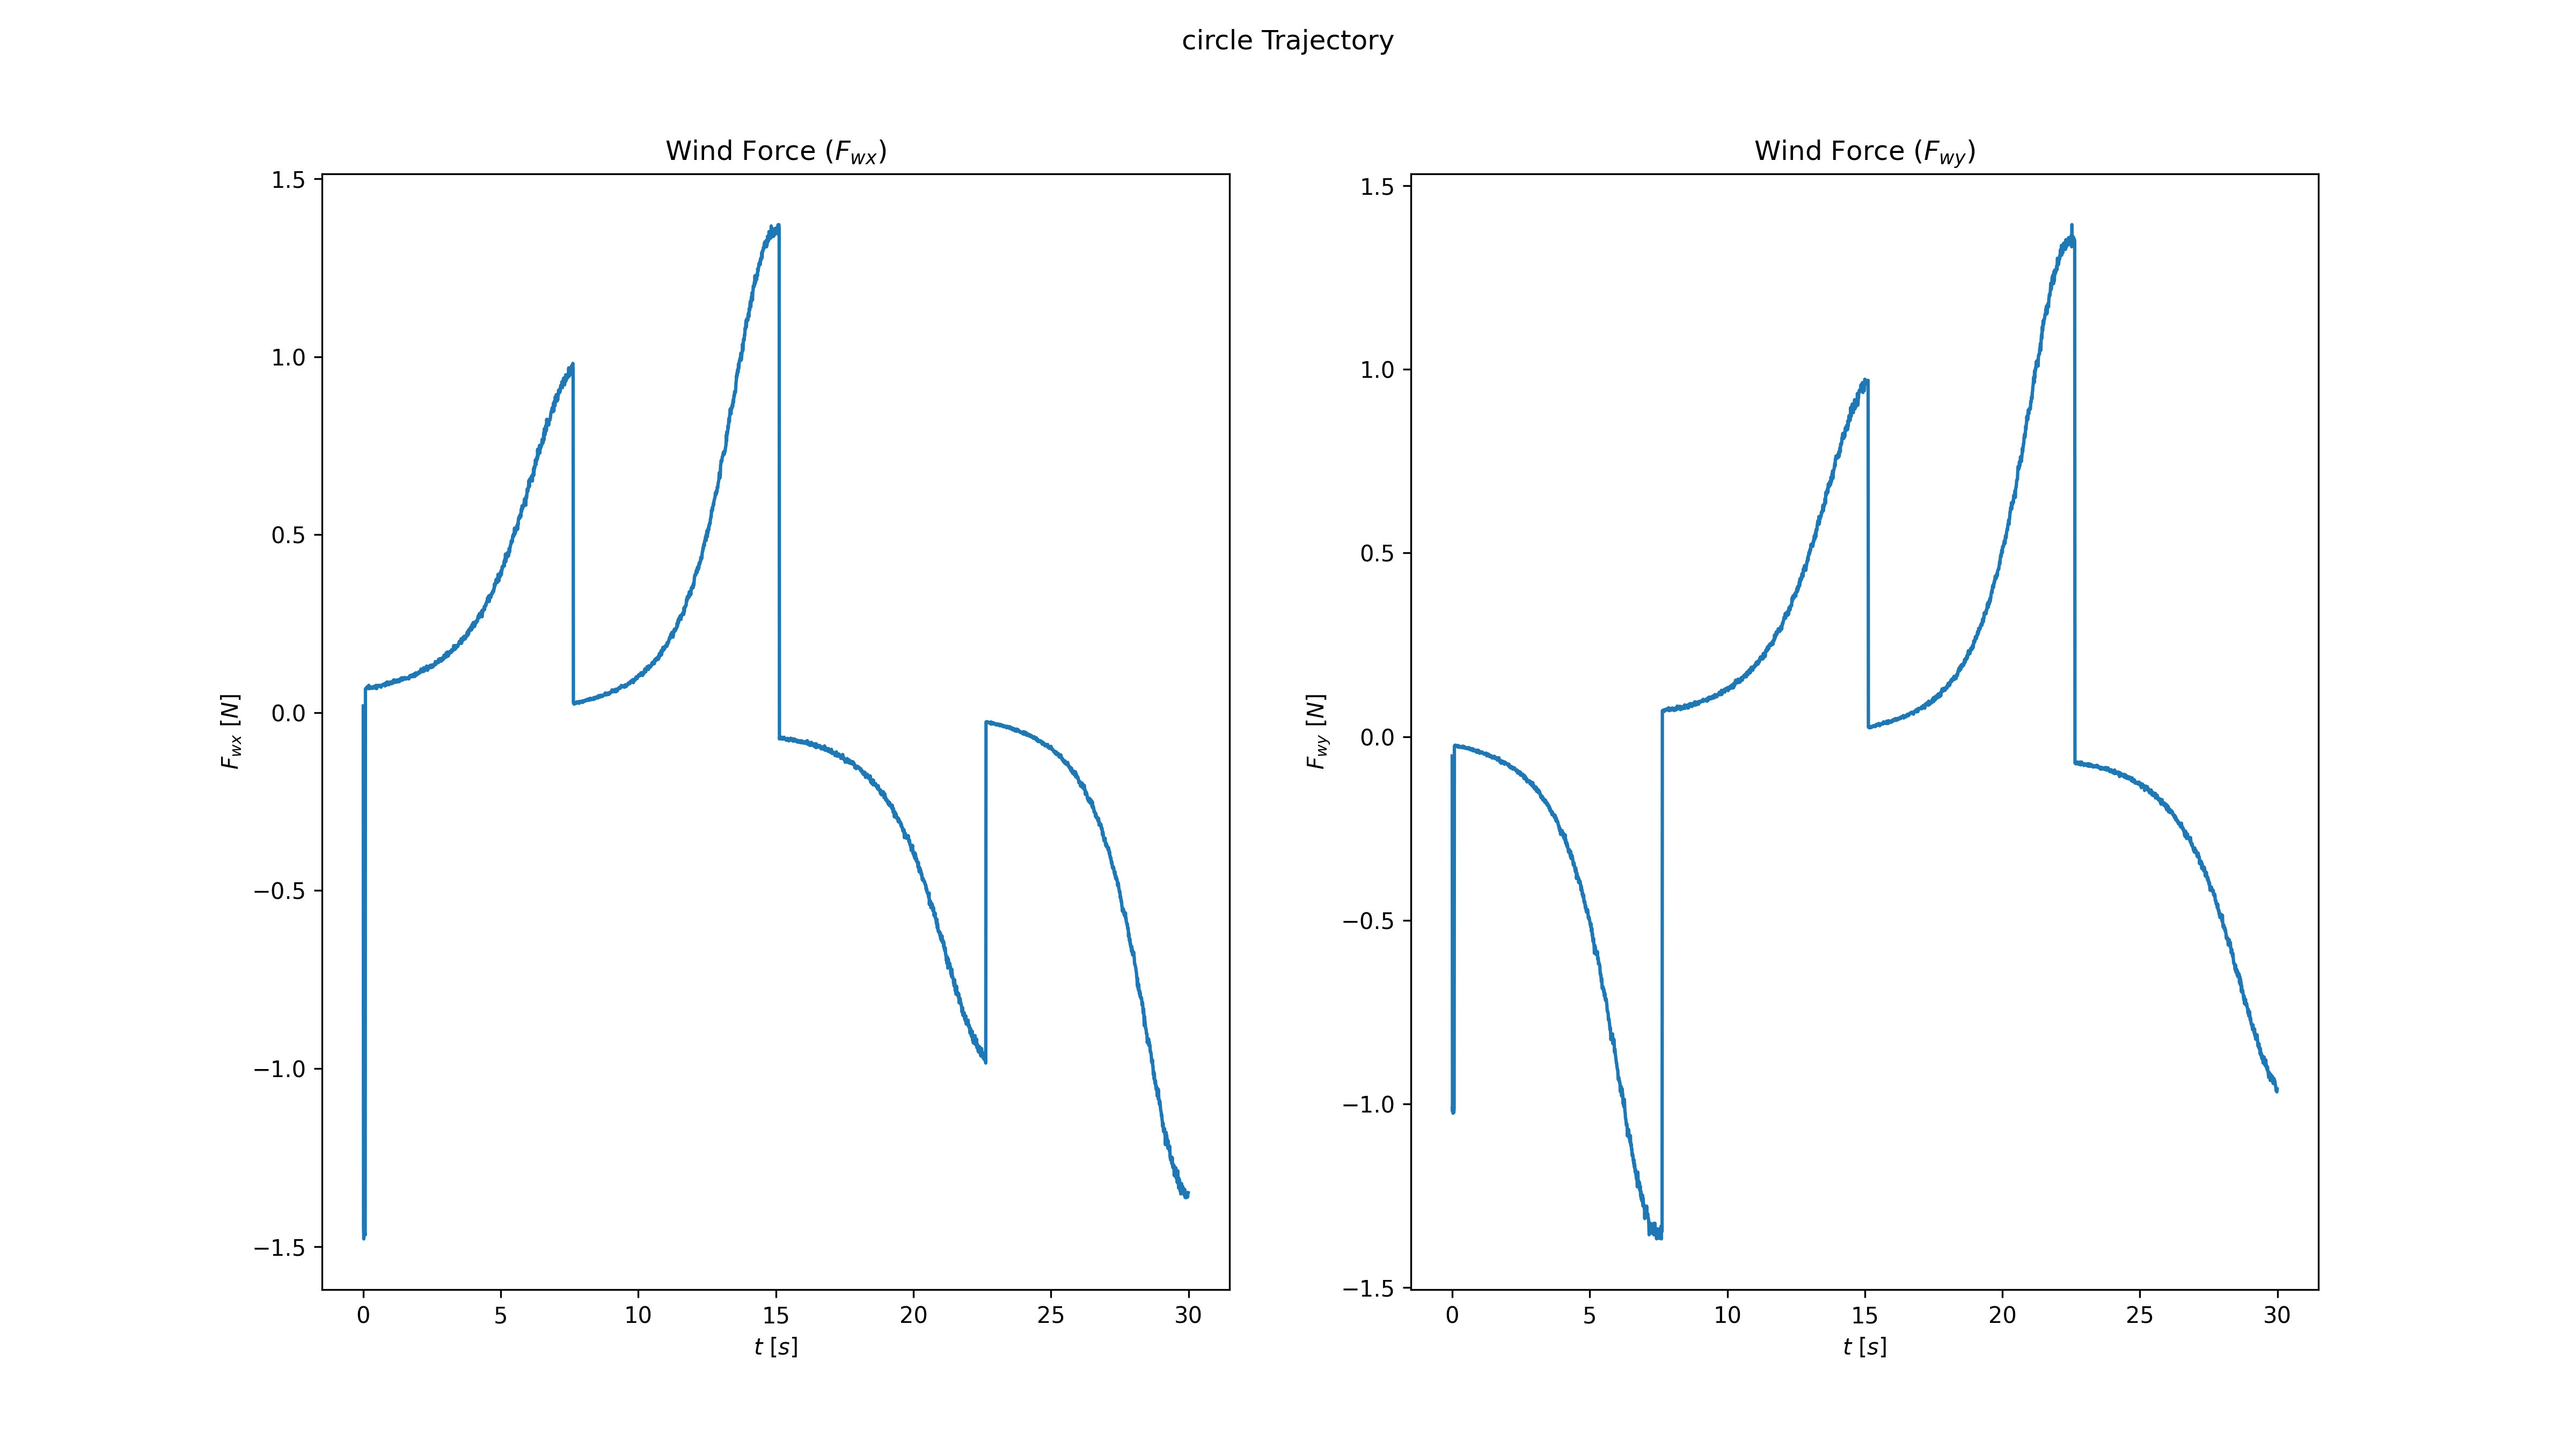 circle Trajectory
Wind Force (F_wx)
1.5
1.0
0.5
0.0
−0.5
−1.0
−1.5
F_wx [N]
0 5 10 15 20 25 30
t [s]
Wind Force (F_wy)
1.5
1.0
0.5
0.0
−0.5
−1.0
−1.5
F_wy [N]
0 5 10 15 20 25 30
t [s]